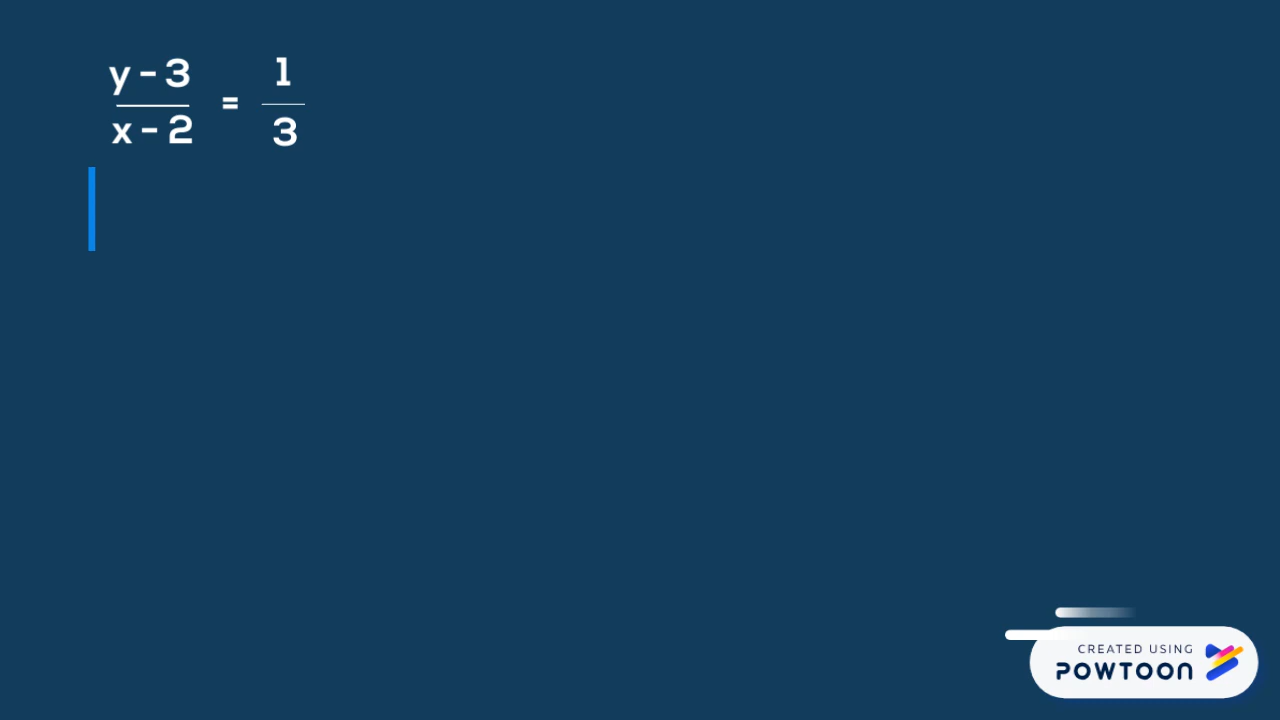 y - 3
x - 2
=
1
3
CREATED USING
POWTOON